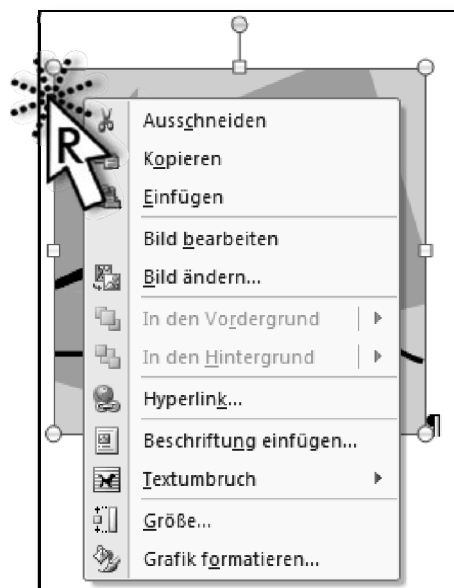 R
Ausschneiden
Kopieren
Einfügen
Bild bearbeiten
Bild ändern...
In den Vordergrund
In den Hintergrund
Hyperlink...
¶
Beschriftung einfügen...
Textumbruch
Größe...
Grafik formatieren...